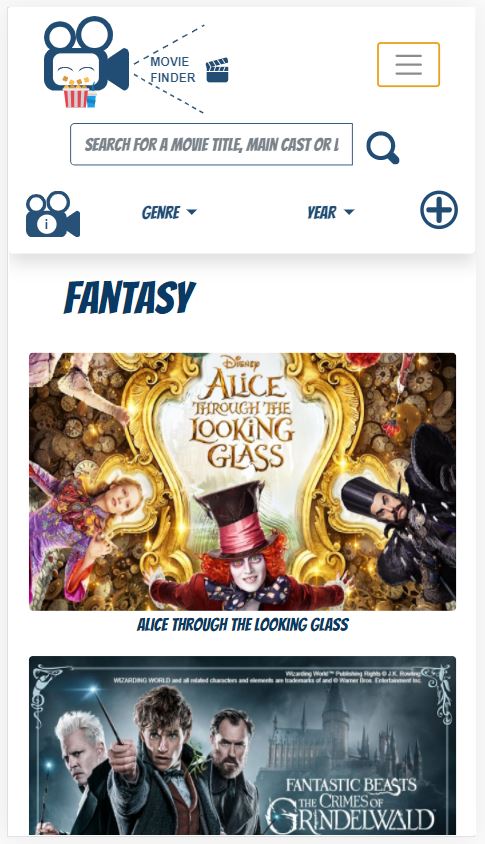 MOVIE
FINDER
SEARCH FOR A MOVIE TITLE, MAIN CAST OR
i
GENRE
YEAR
FANTASY
Disney
ALICE
THROUGH THE
LOOKING
GLASS
ALICE THROUGH THE LOOKING GLASS
Wizarding World™ Publishing Rights © J.K. Rowling
WIZARDING WORLD and all related characters and elements are trademarks of and © Warner Bros. Entertainment Inc.
FANTASTIC BEASTS
THE CRIMES OF
GRINDELWALD